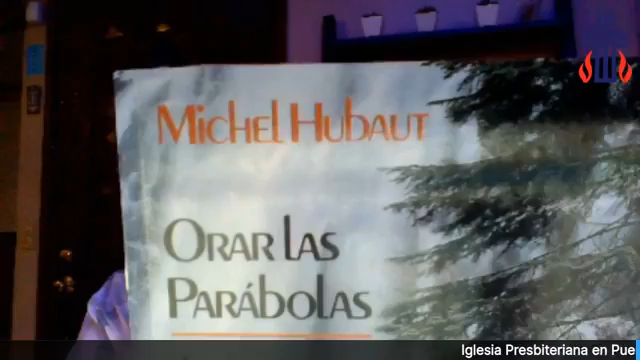 Michel Hubaut
Orar las
Parábolas
Iglesia Presbiteriana en Pue